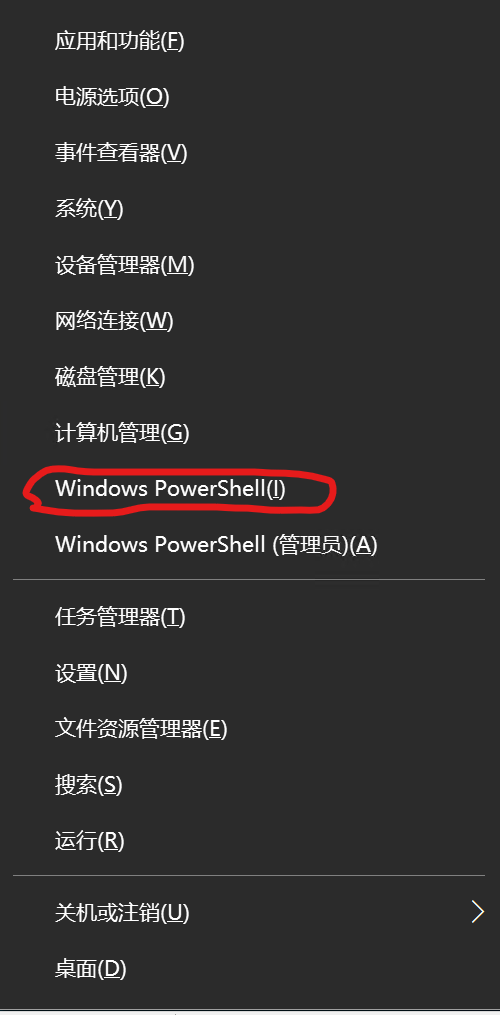 应用和功能(F)
电源选项(O)
事件查看器(V)
系统(Y)
设备管理器(M)
网络连接(W)
磁盘管理(K)
计算机管理(G)
Windows PowerShell(I)
Windows PowerShell (管理员)(A)
任务管理器(T)
设置(N)
文件资源管理器(E)
搜索(S)
运行(R)
关机或注销(U)
桌面(D)